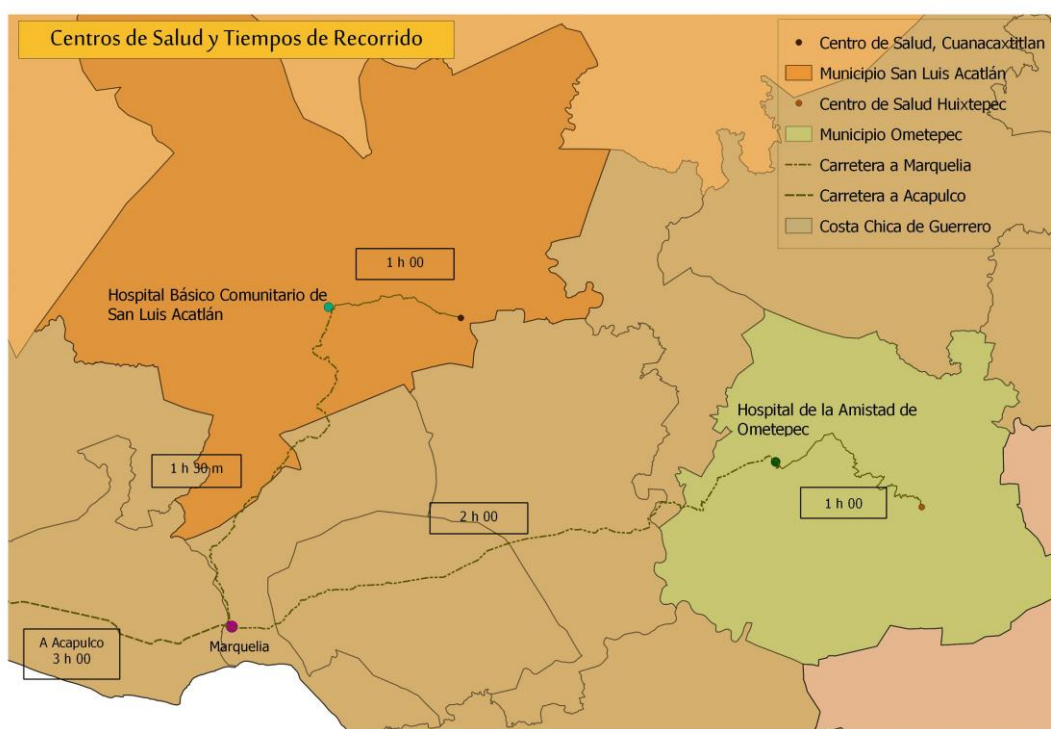 Centros de Salud y Tiempos de Recorrido
Centro de Salud, Cuanacaxtitlan
Municipio San Luis Acatlán
Centro de Salud Huixtepec
Municipio Ometepec
Carretera a Marquelia
Carretera a Acapulco
Costa Chica de Guerrero
1 h 00
Hospital Básico Comunitario de
San Luis Acatlán
Hospital de la Amistad de
Ometepec
1 h 30 m
2 h 00
1 h 00
A Acapulco
3 h 00
Marquelia